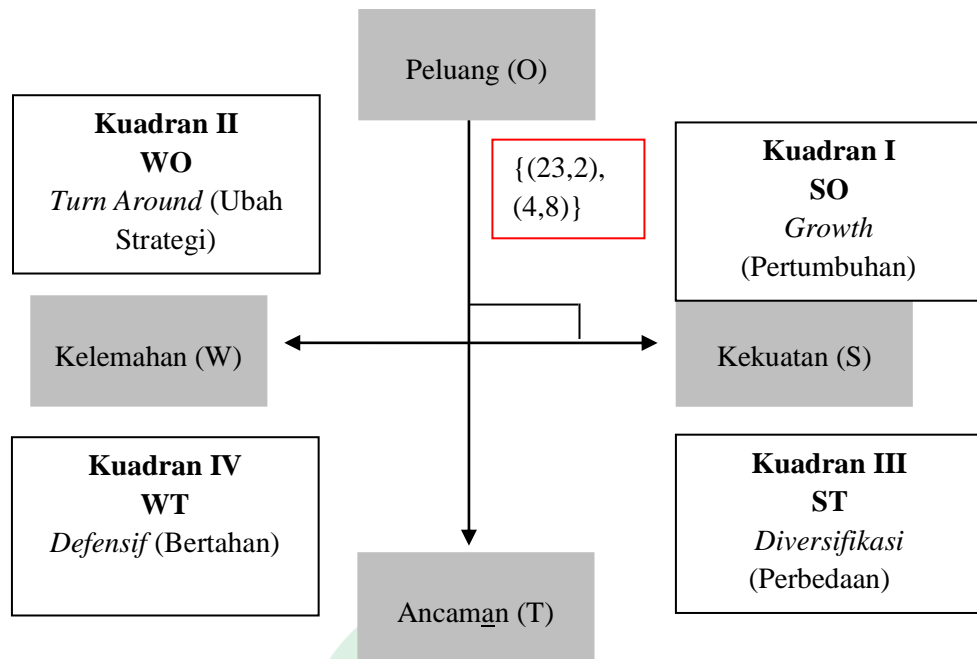 Peluang (O)
Kuadran II
WO
Turn Around (Ubah
Strategi)
{(23,2),
(4,8)}
Kuadran I
SO
Growth
(Pertumbuhan)
Kelemahan (W)
Kekuatan (S)
Kuadran IV
WT
Defensif (Bertahan)
Kuadran III
ST
Diversifikasi
(Perbedaan)
Ancaman (T)